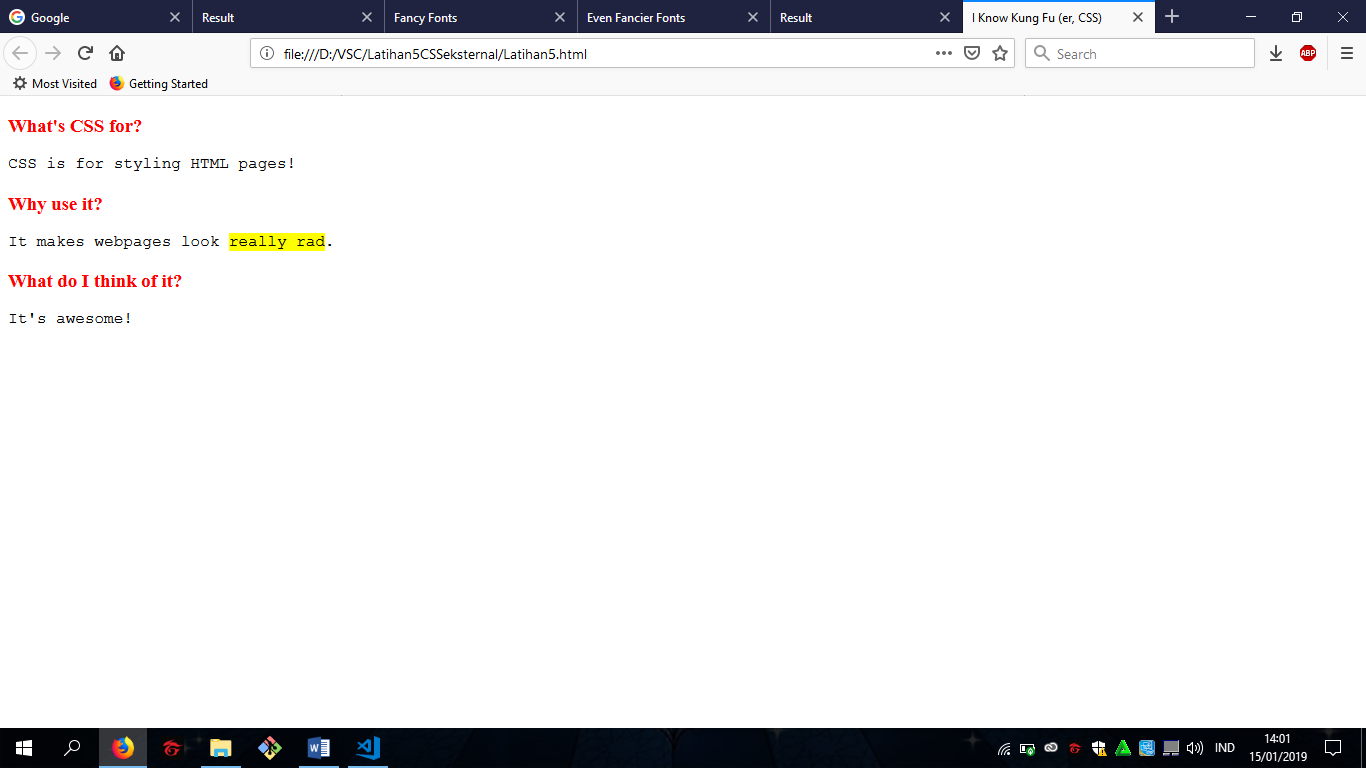 Google Result Fancy Fonts Even Fancier Fonts Result I Know Kung Fu (er, CSS)
file:///D:/VSC/Latihan5CSSeksternal/Latihan5.html Search ABP
Most Visited Getting Started
What's CSS for?
CSS is for styling HTML pages!
Why use it?
It makes webpages look really rad.
What do I think of it?
It's awesome!
IND 14:01
15/01/2019